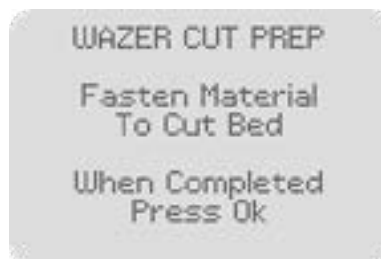 WAZER CUT PREP
Fasten Material
To Cut Bed
When Completed
Press Ok